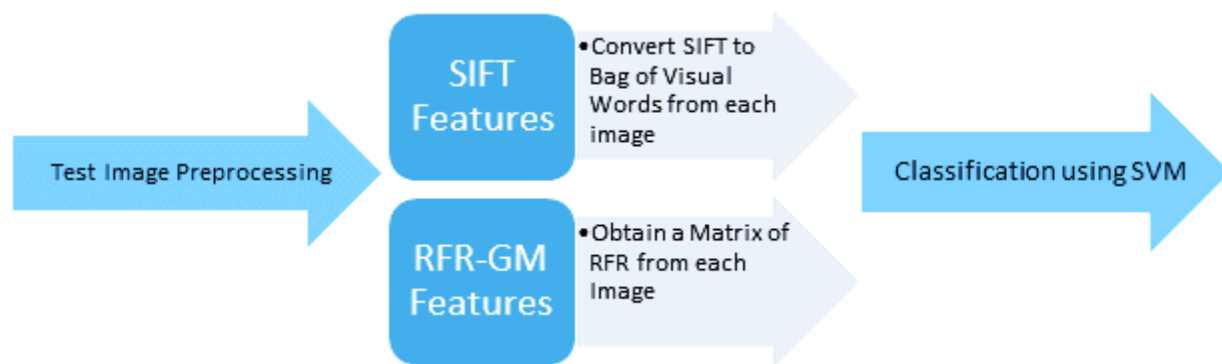 Test Image Preprocessing
SIFT
Features
•Convert SIFT to
Bag of Visual
Words from each
image
RFR-GM
Features
•Obtain a Matrix of
RFR from each
Image
Classification using SVM